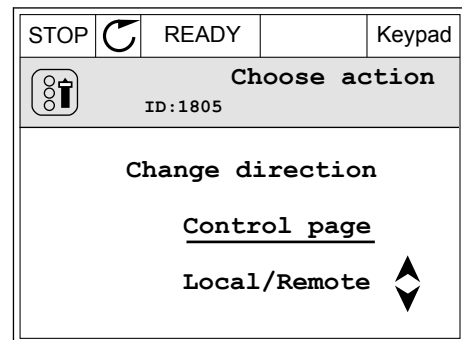 STOP READY Keypad
Choose action
ID:1805
Change direction
Control page
Local/Remote